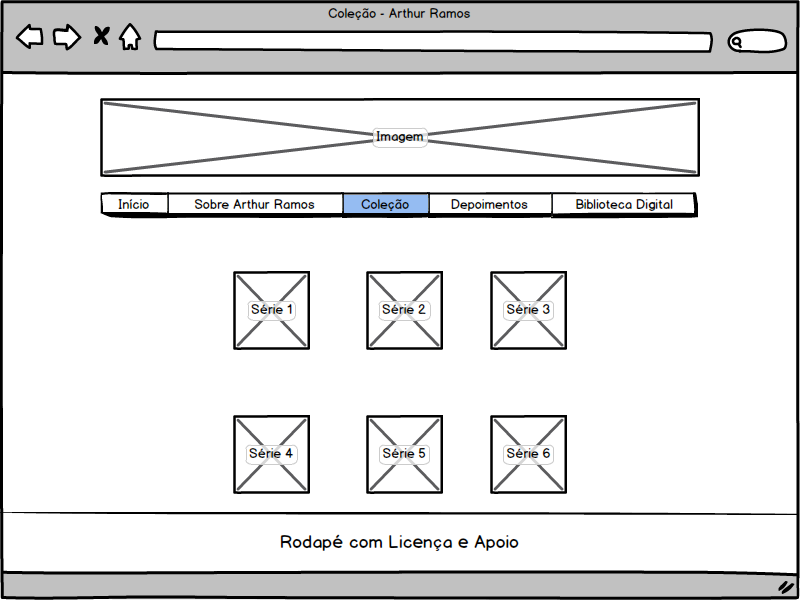 Coleção - Arthur Ramos
Imagem
Início Sobre Arthur Ramos Coleção Depoimentos Biblioteca Digital
Série 1 Série 2 Série 3
Série 4 Série 5 Série 6
Rodapé com Licença e Apoio